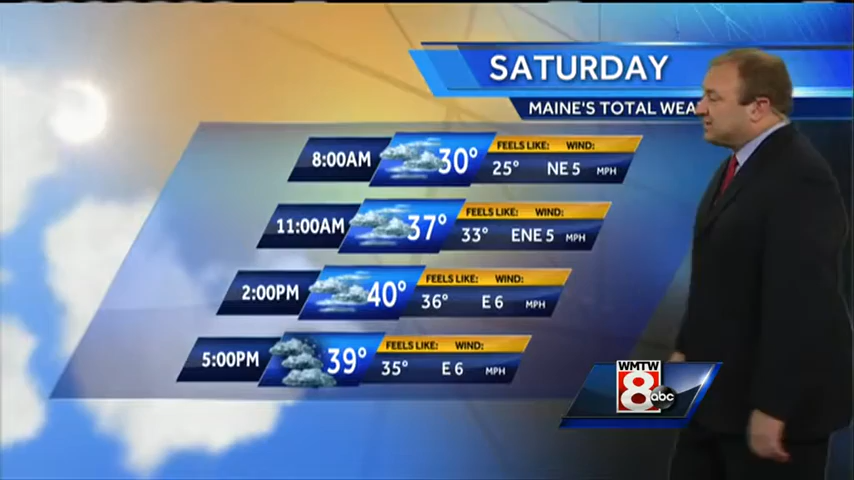 SATURDAY
MAINE'S TOTAL
8:00AM 30° FEELS LIKE: WIND: 25° NE 5 MPH
11:00AM 37° FEELS LIKE: WIND: 33° ENE 5 MPH
2:00PM 40° FEELS LIKE: WIND: 36° E 6 MPH
5:00PM 39° FEELS LIKE: WIND: 35° E 6 MPH
WMTW
8 abc